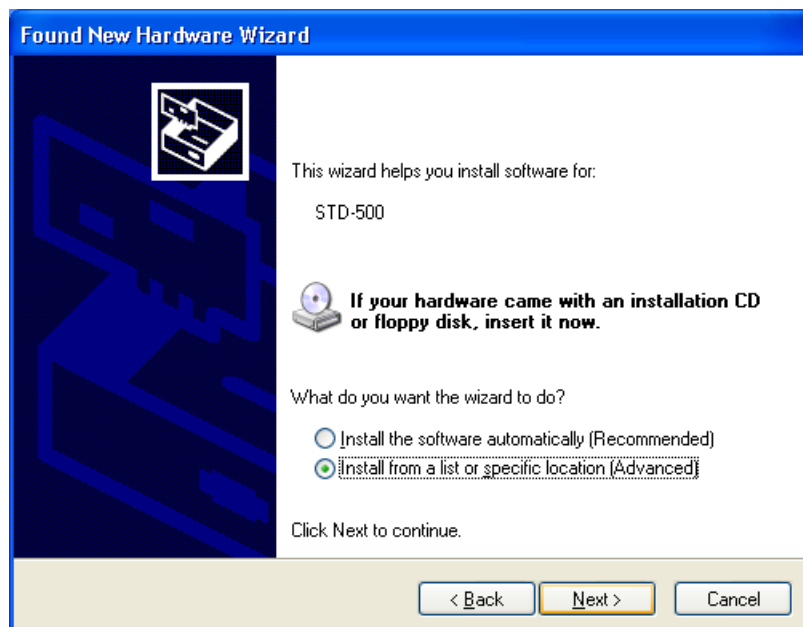 Found New Hardware Wizard
This wizard helps you install software for:
STD-500
If your hardware came with an installation CD
or floppy disk, insert it now.
What do you want the wizard to do?
Install the software automatically (Recommended)
Install from a list or specific location (Advanced)
Click Next to continue.
< Back
Next >
Cancel